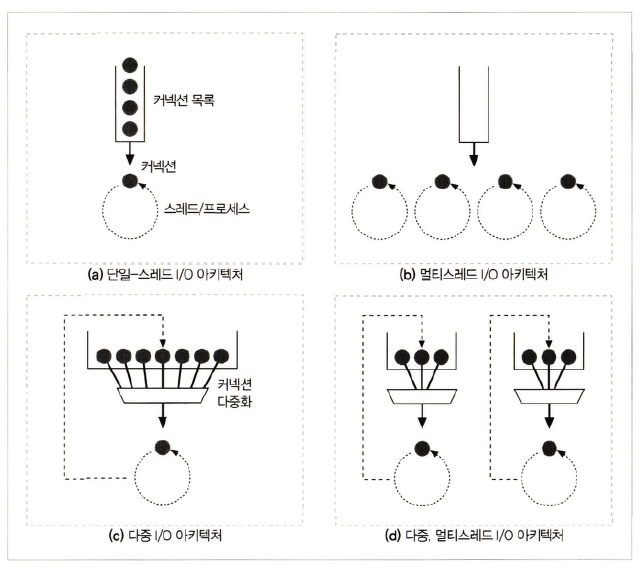 커넥션 목록
커넥션
스레드/프로세스
(a) 단일-스레드 I/O 아키텍처
(b) 멀티스레드 I/O 아키텍처
커넥션
다중화
(c) 다중 I/O 아키텍처
(d) 다중, 멀티스레드 I/O 아키텍처